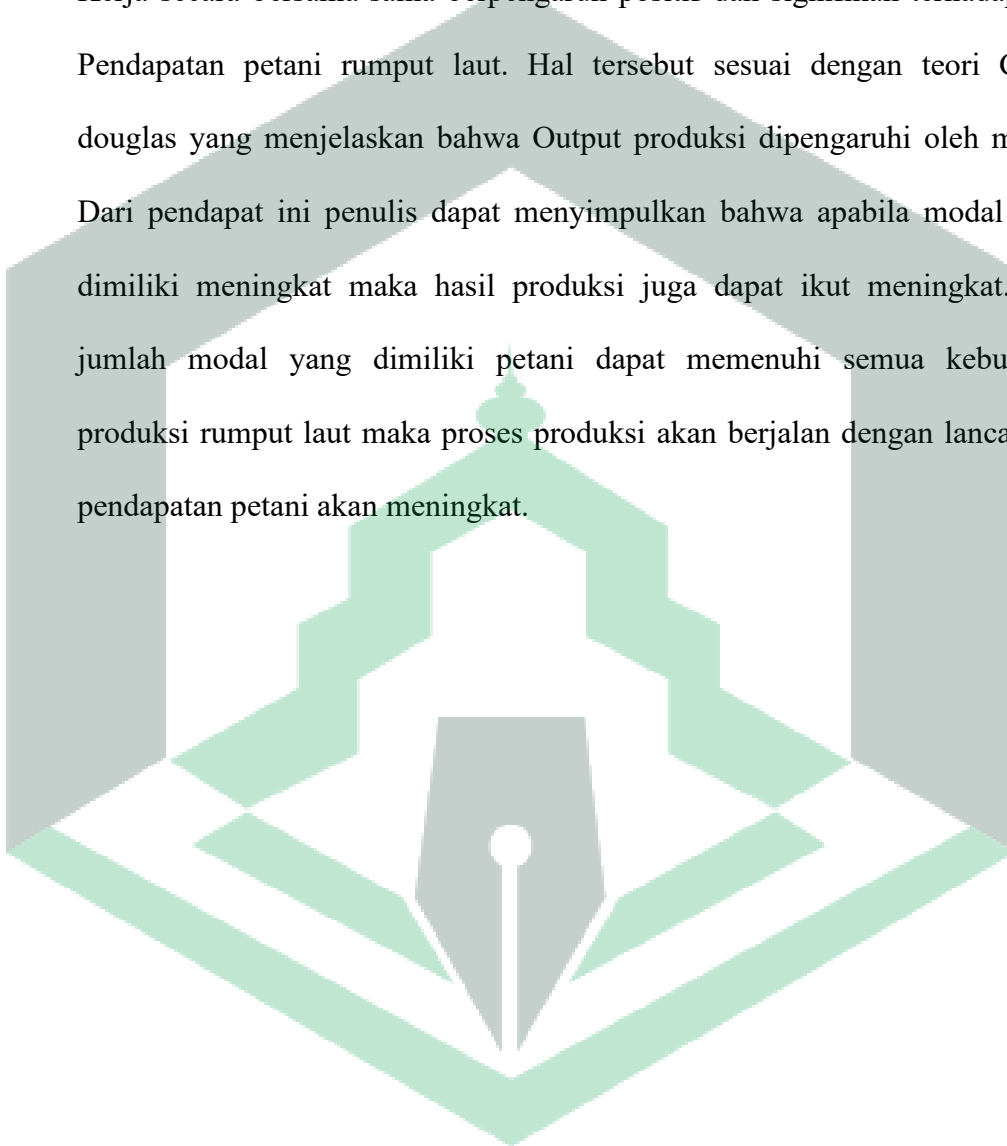 Pendapatan petani rumput laut. Hal tersebut sesuai dengan teori
douglas yang menjelaskan bahwa Output produksi dipengaruhi oleh
Dari pendapat ini penulis dapat menyimpulkan bahwa apabila modal
dimiliki meningkat maka hasil produksi juga dapat ikut meningkat.
jumlah modal yang dimiliki petani dapat memenuhi semua
produksi rumput laut maka proses produksi akan berjalan dengan
pendapatan petani akan meningkat.